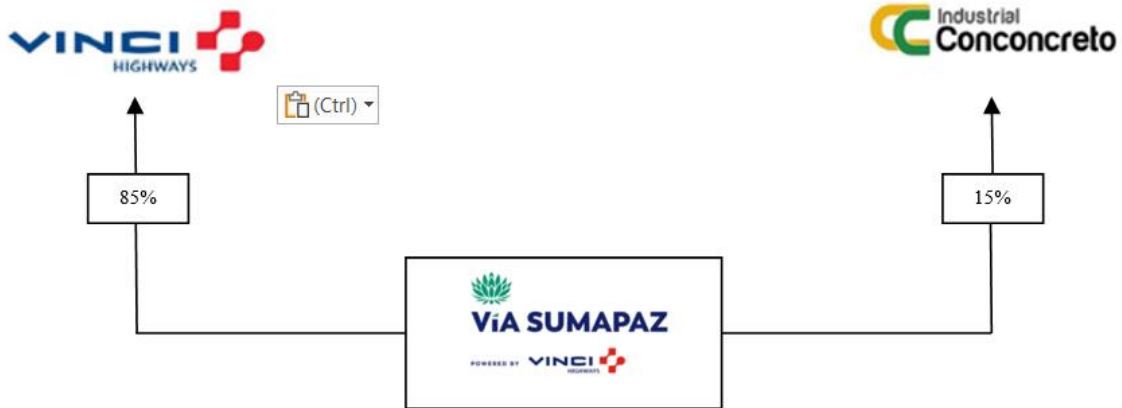 VINCI
HIGHWAYS
Industrial
Conconcreto
(Ctrl)
85%
15%
VíA SUMAPAZ
POWERED BY VINCI
HIGHWAYS